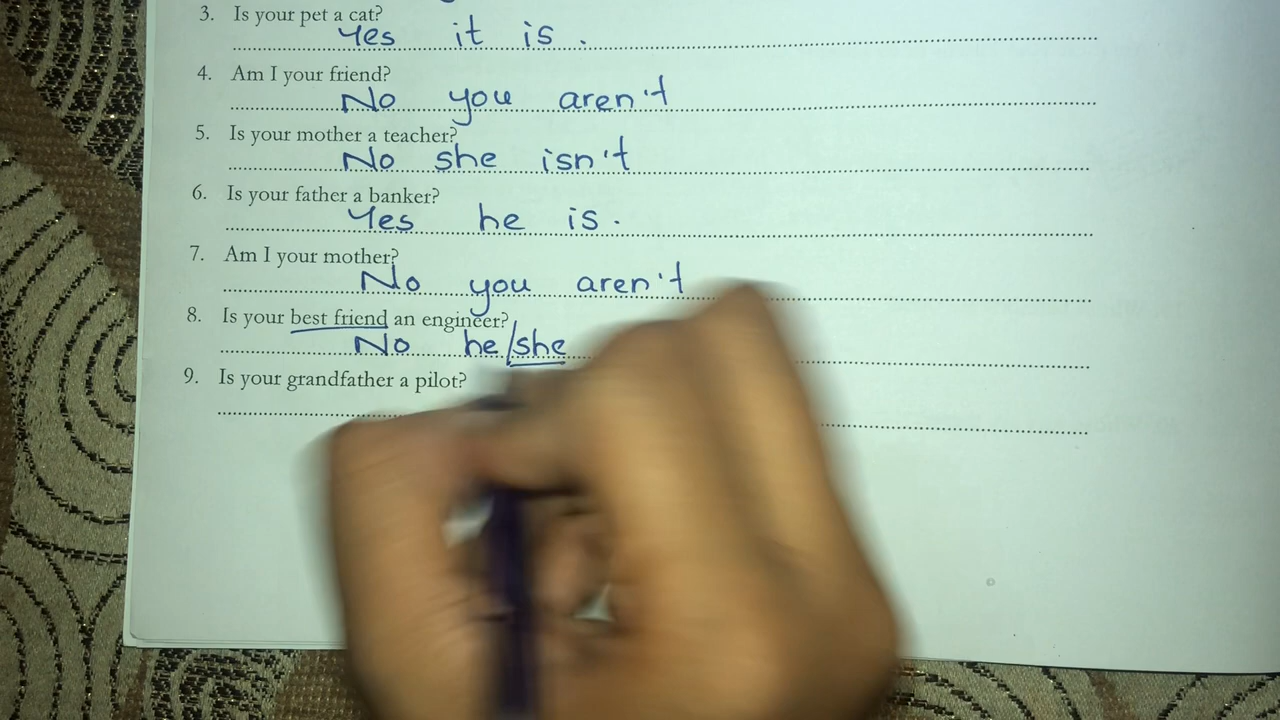 3. Is your pet a cat?
Yes it is .
4. Am I your friend?
No you aren't
5. Is your mother a teacher?
No she isn't
6. Is your father a banker?
Yes he is .
7. Am I your mother?
No you aren't
8. Is your best friend an engineer?
No he/she
9. Is your grandfather a pilot?